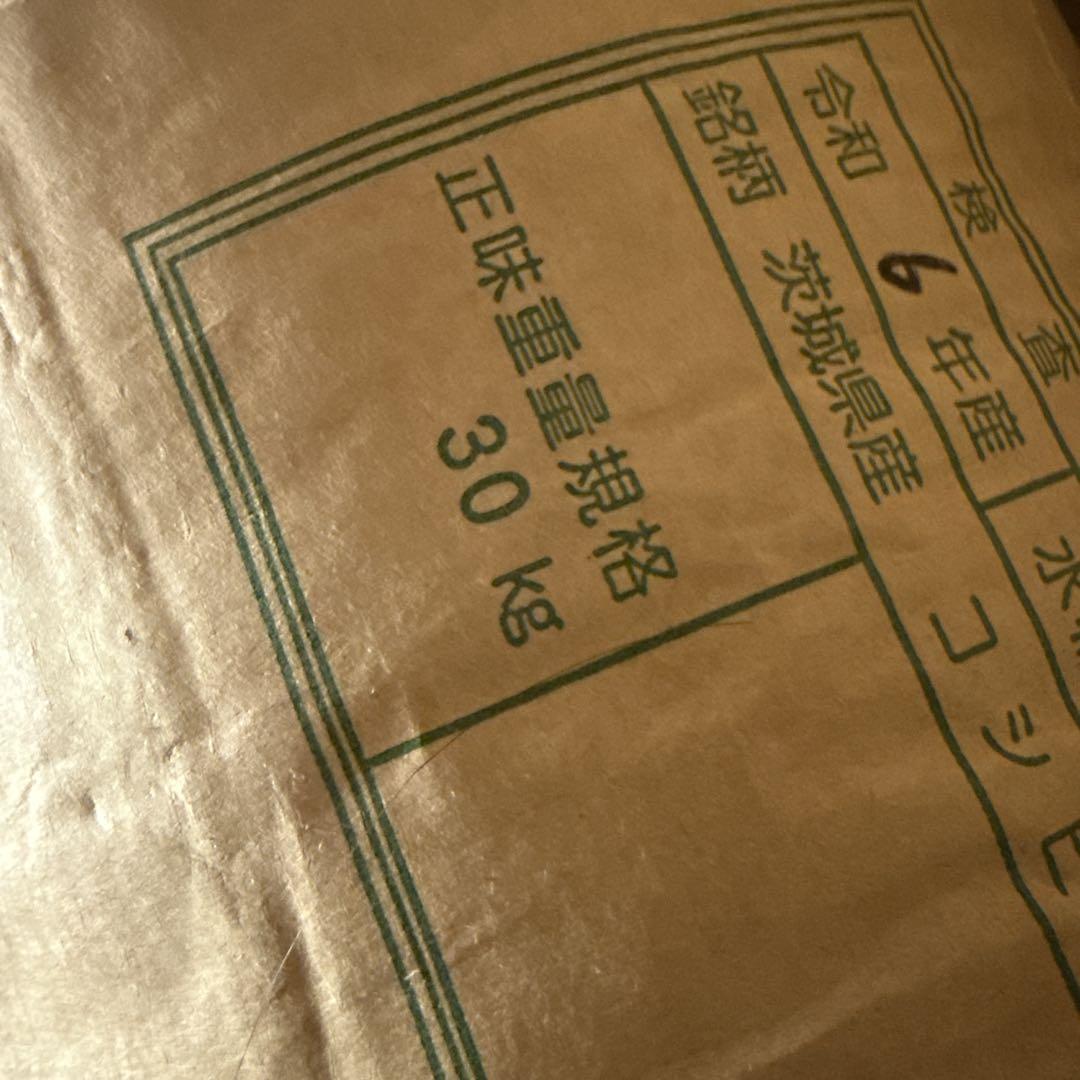 検査
令和 6 年産 水
銘柄 茨城県産 コシヒ
正味重量規格
30 kg